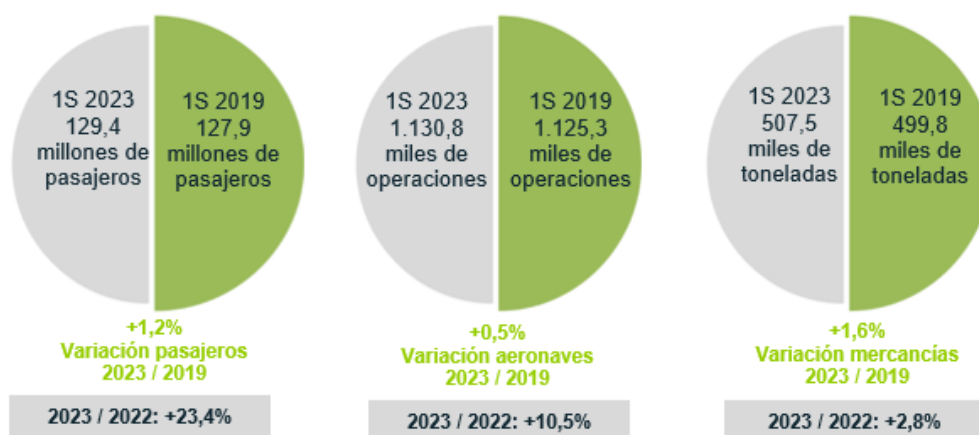 1S 2023
129,4
millones de
pasajeros
1S 2019
127,9
millones de
pasajeros
+1,2%
Variación pasajeros
2023 / 2019
2023 / 2022: +23,4%
1S 2023
1.130,8
miles de
operaciones
1S 2019
1.125,3
miles de
operaciones
+0,5%
Variación aeronaves
2023 / 2019
2023 / 2022: +10,5%
1S 2023
507,5
miles de
toneladas
1S 2019
499,8
miles de
toneladas
+1,6%
Variación mercancías
2023 / 2019
2023 / 2022: +2,8%